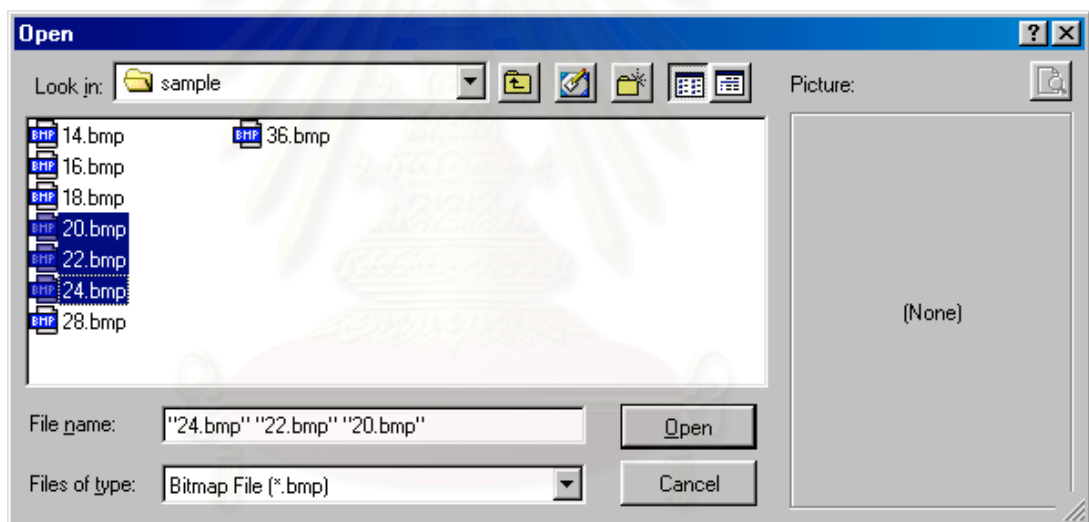 Open
Look in: sample
Picture:
14.bmp
16.bmp
18.bmp
20.bmp
22.bmp
24.bmp
28.bmp
36.bmp
(None)
File name: "24.bmp" "22.bmp" "20.bmp"
Open
Files of type: Bitmap File (*.bmp)
Cancel